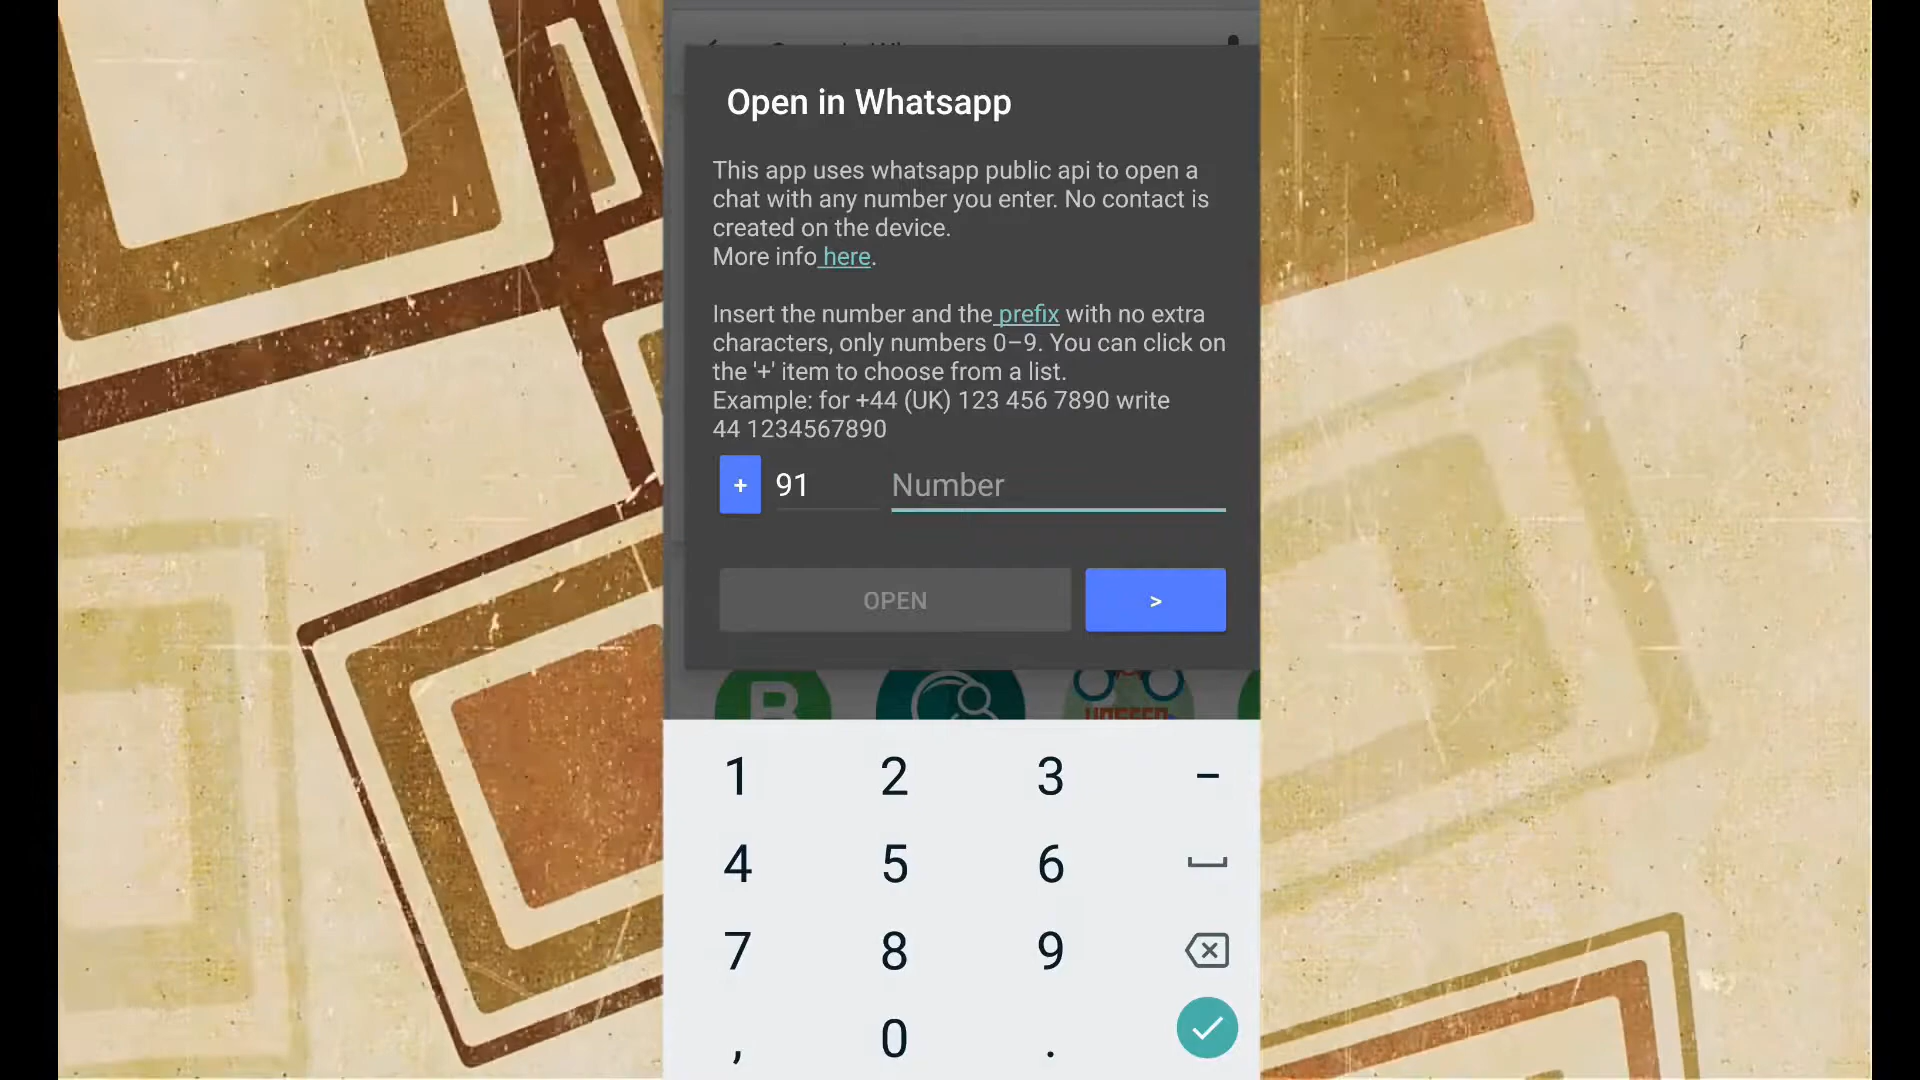 Open in Whatsapp
This app uses whatsapp public api to open a
chat with any number you enter. No contact is
created on the device.
More info here.
Insert the number and the prefix with no extra
characters, only numbers 0–9. You can click on
the '+' item to choose from a list.
Example: for +44 (UK) 123 456 7890 write
44 1234567890
+ 91 Number
OPEN >
B
1 2 3 –
4 5 6
7 8 9
, 0 .